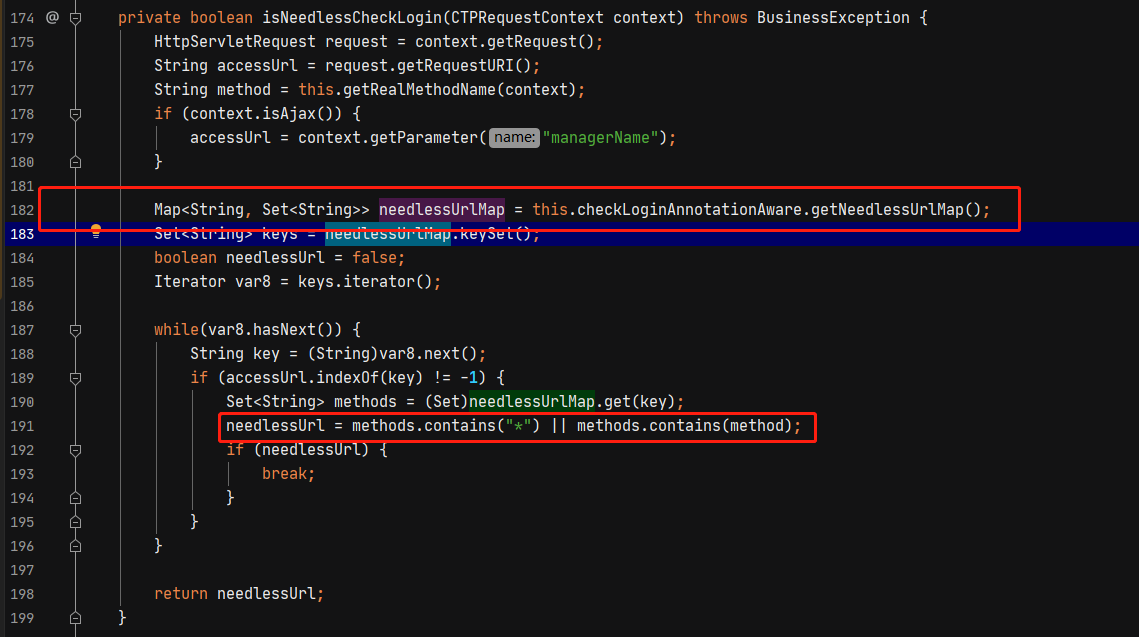 174 @ private boolean isNeedlessCheckLogin(CTPRequestContext context) throws BusinessException {
175 HttpServletRequest request = context.getRequest();
176 String accessUrl = request.getRequestURI();
177 String method = this.getRealMethodName(context);
178 if (context.isAjax()) {
179 accessUrl = context.getParameter( name: "managerName");
180 }
181
182 Map<String, Set<String>> needlessUrlMap = this.checkLoginAnnotationAware.getNeedlessUrlMap();
183 Set<String> keys = needlessUrlMap.keySet();
184 boolean needlessUrl = false;
185 Iterator var8 = keys.iterator();
186
187 while(var8.hasNext()) {
188 String key = (String)var8.next();
189 if (accessUrl.indexOf(key) != -1) {
190 Set<String> methods = (Set)needlessUrlMap.get(key);
191 needlessUrl = methods.contains("*") || methods.contains(method);
192 if (needlessUrl) {
193 break;
194 }
195 }
196 }
197
198 return needlessUrl;
199 }